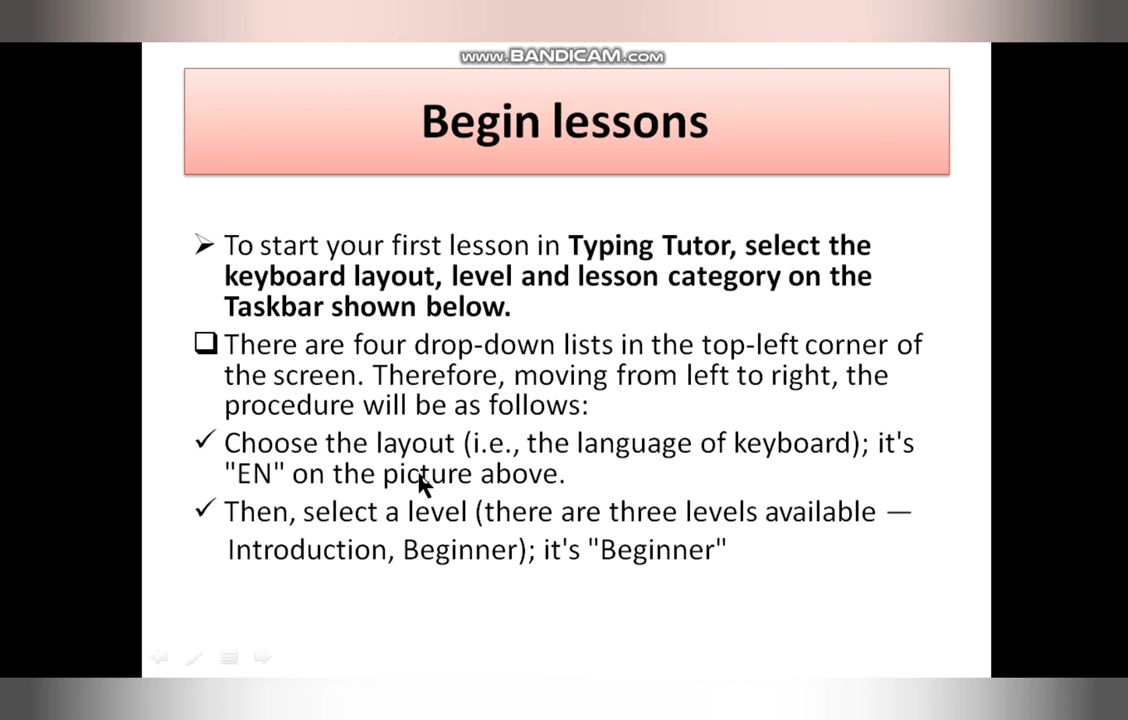 www.BANDICAM.com
Begin lessons
To start your first lesson in Typing Tutor, select the
keyboard layout, level and lesson category on the
Taskbar shown below.
There are four drop-down lists in the top-left corner of
the screen. Therefore, moving from left to right, the
procedure will be as follows:
Choose the layout (i.e., the language of keyboard); it's
"EN" on the picture above.
Then, select a level (there are three levels available —
Introduction, Beginner); it's "Beginner"